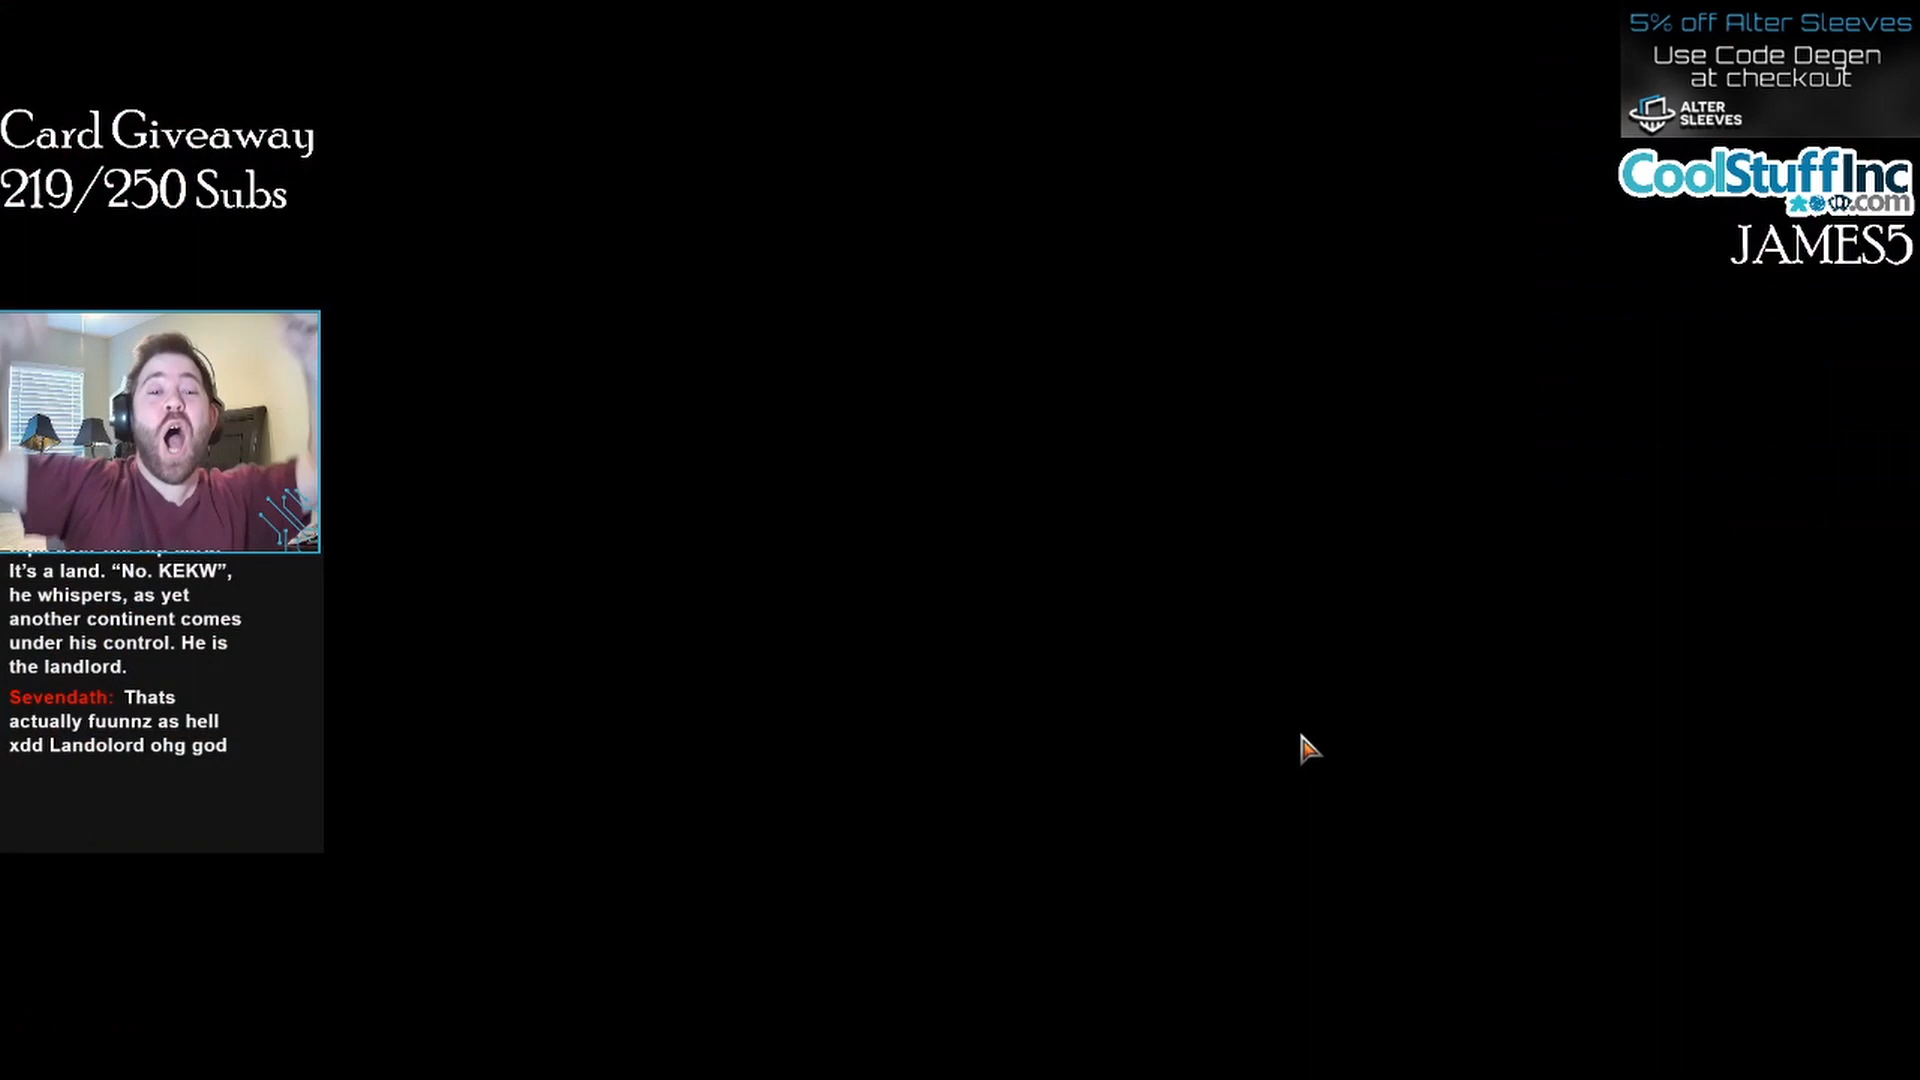 5% off Alter Sleeves
Use Code Degen
at checkout
ALTER
SLEEVES
CoolStuffInc
.com
JAMES5
Card Giveaway
219/250 Subs
It’s a land. “No. KEKW”,
he whispers, as yet
another continent comes
under his control. He is
the landlord.
Sevendath: Thats
actually fuunnz as hell
xdd Landolord ohg god